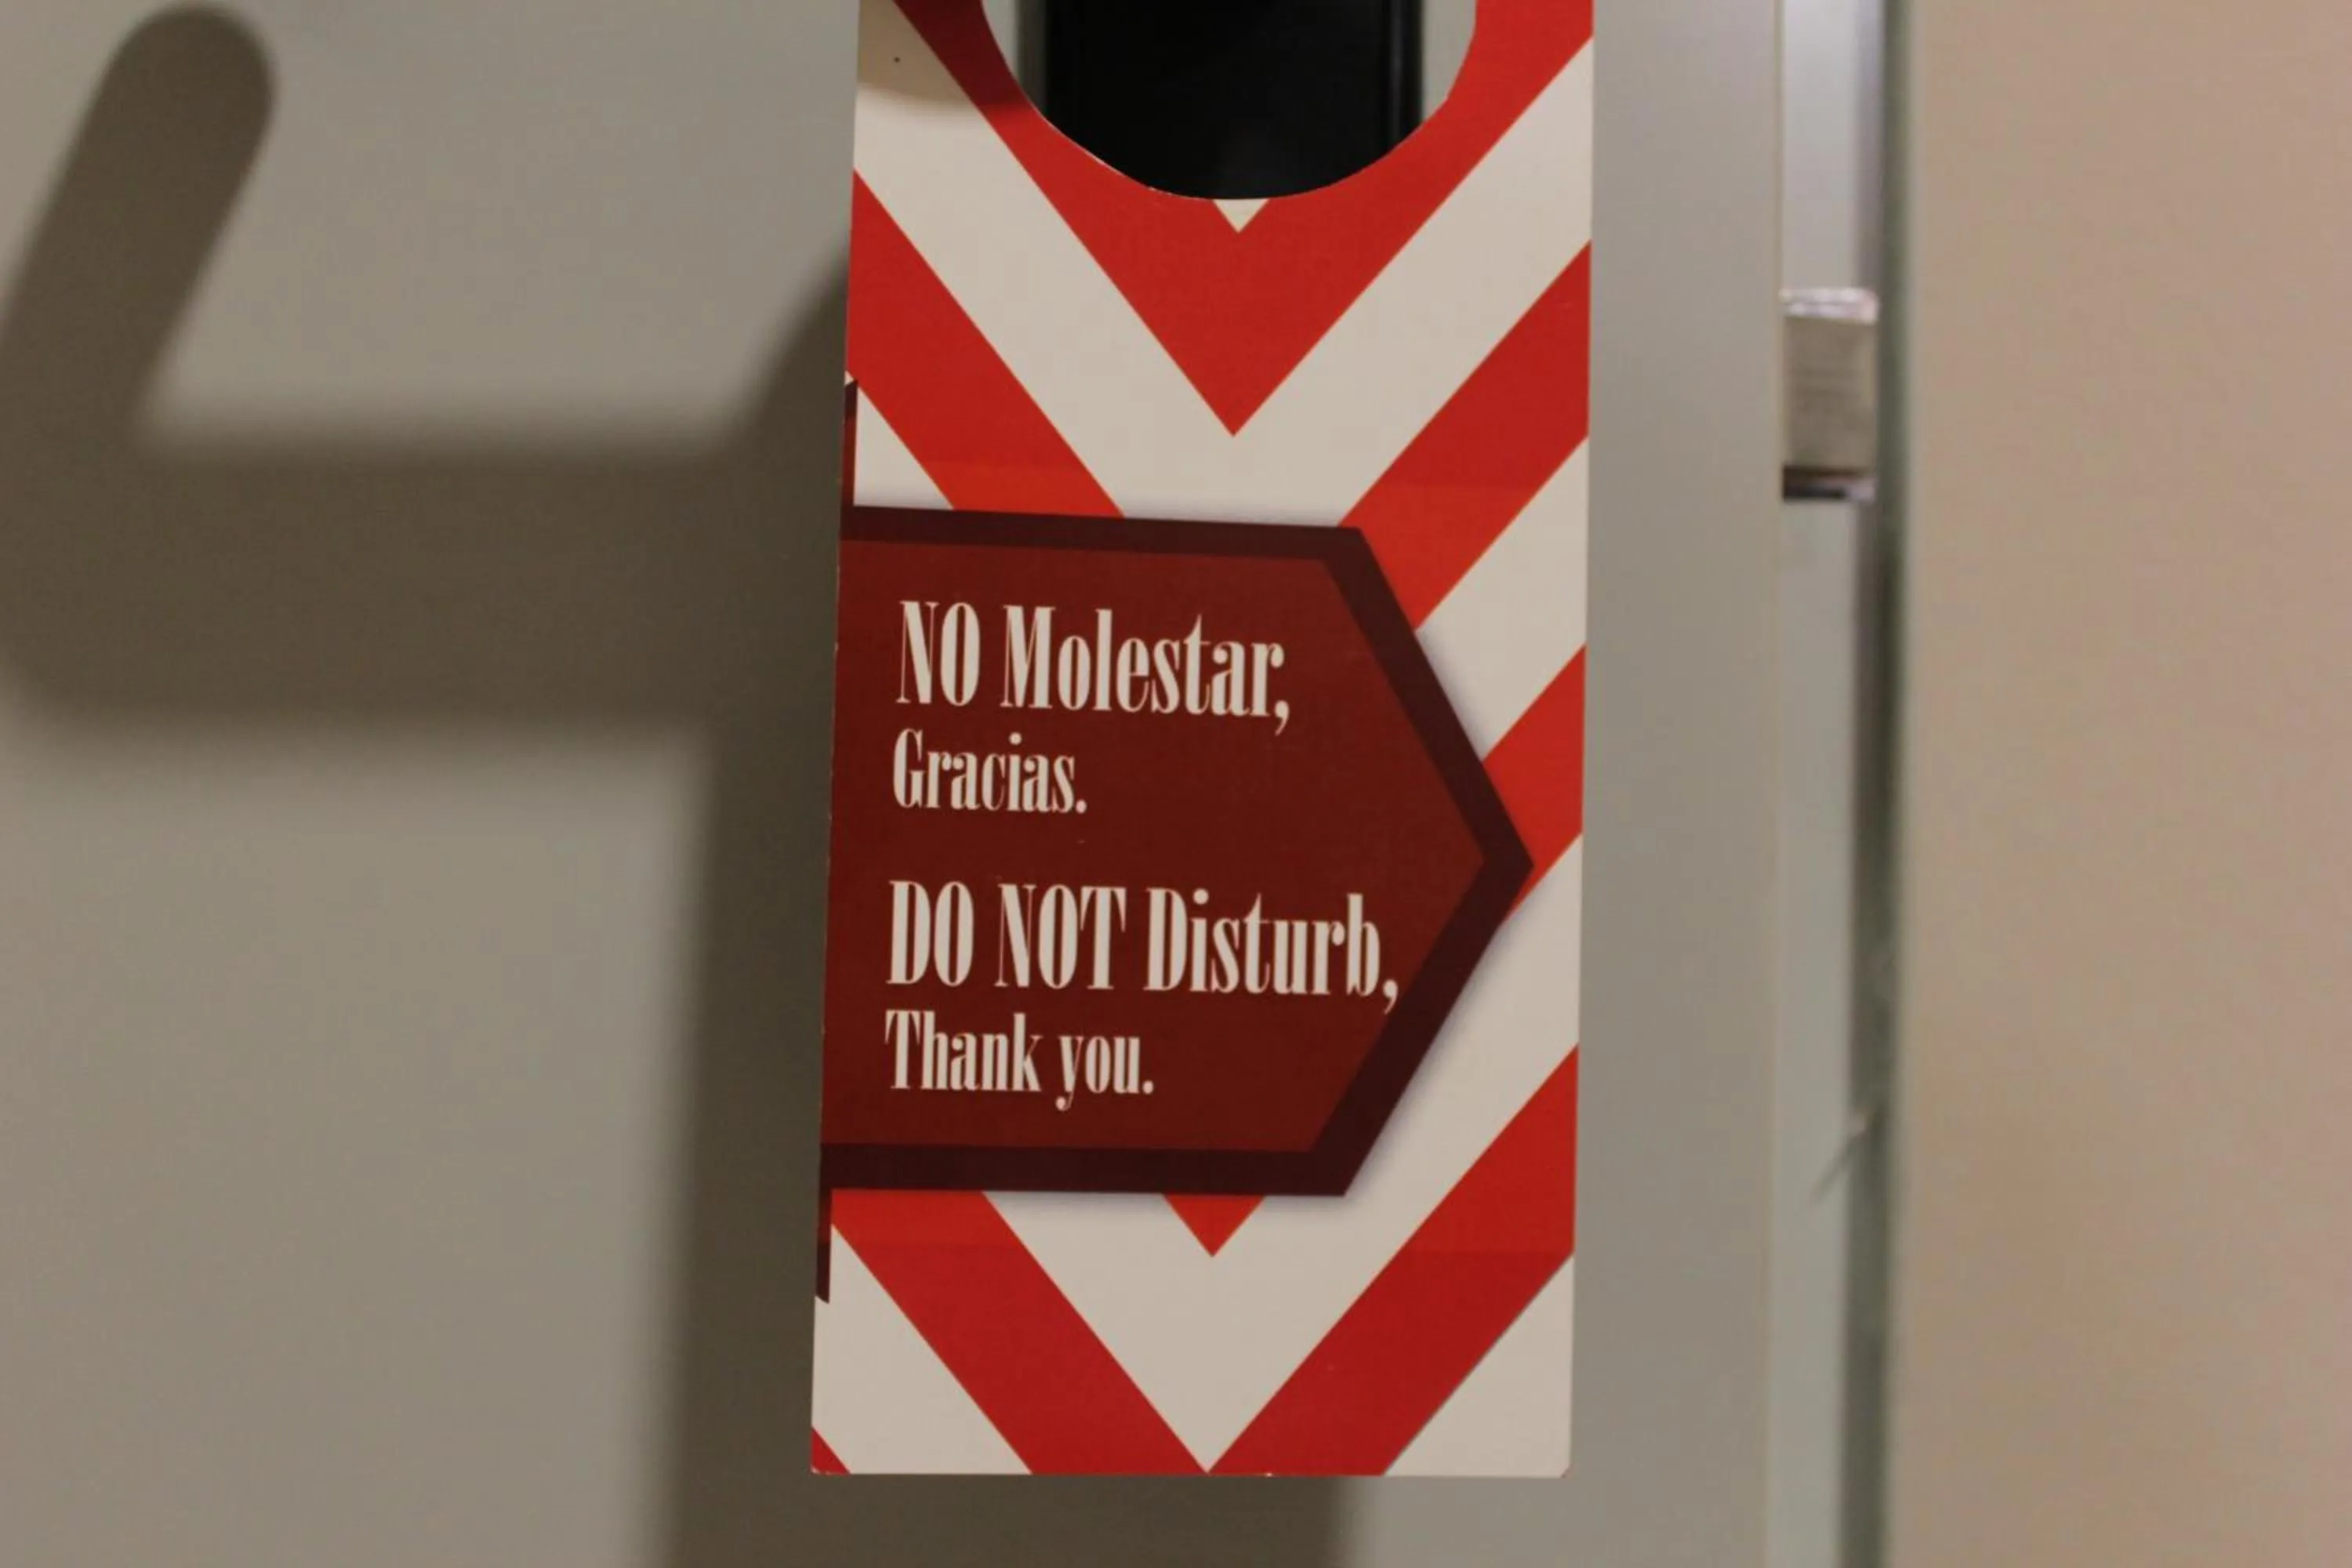 NO Molestar,
Gracias.
DO NOT Disturb,
Thank you.